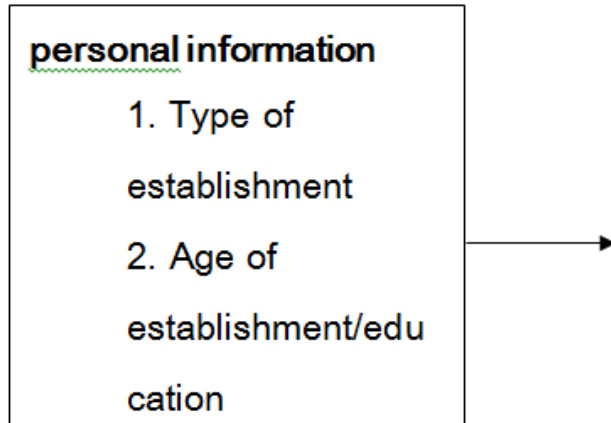 personal information
1. Type of
establishment
2. Age of
establishment/edu
cation